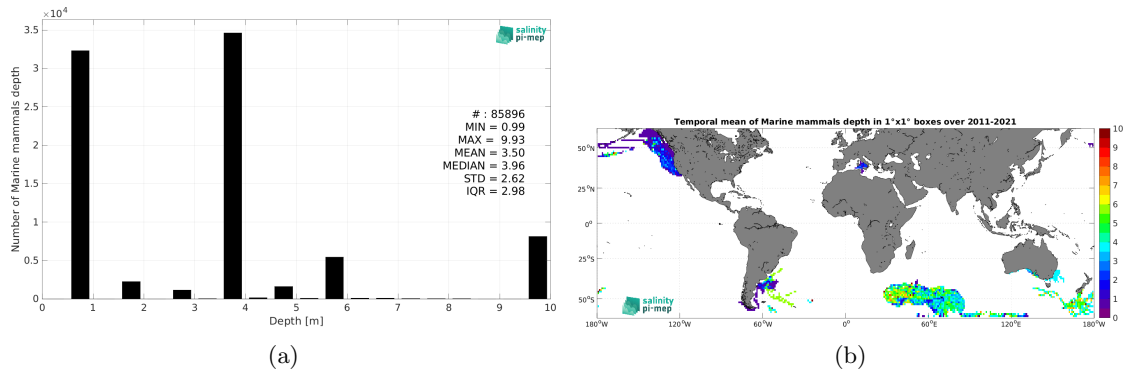 ×10⁴
3.5
3
2.5
2
1.5
1
0.5
0
Number of Marine mammals depth
salinity
pi-mep
# : 85896
MIN = 0.99
MAX = 9.93
MEAN = 3.50
MEDIAN = 3.96
STD = 2.62
IQR = 2.98
0 1 2 3 4 5 6 7 8 9 10
Depth [m]
(a)
Temporal mean of Marine mammals depth in 1°x1° boxes over 2011-2021
50°N
25°N
0°
25°S
50°S
180°W 120°W 60°W 0° 60°E 120°E 180°W
salinity
pi-mep
10
9
8
7
6
5
4
3
2
1
0
(b)